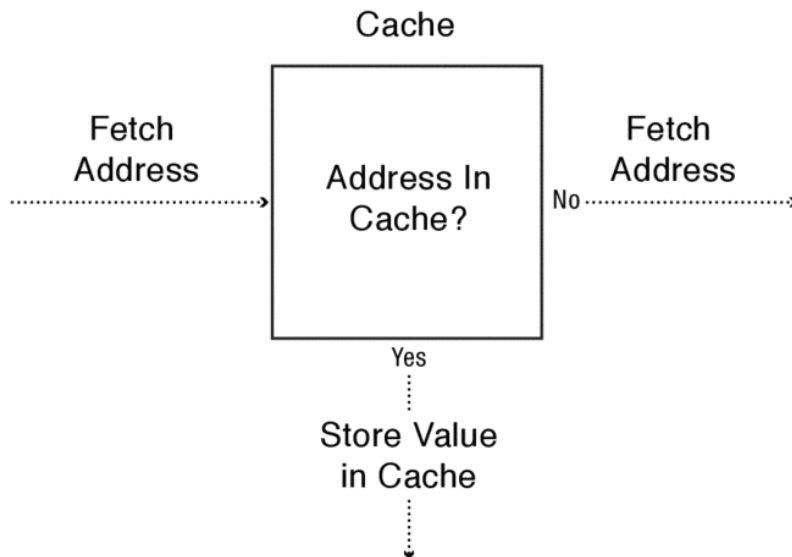 Cache
Fetch
Address
Address In
Cache?
No
Fetch
Address
Yes
Store Value
in Cache